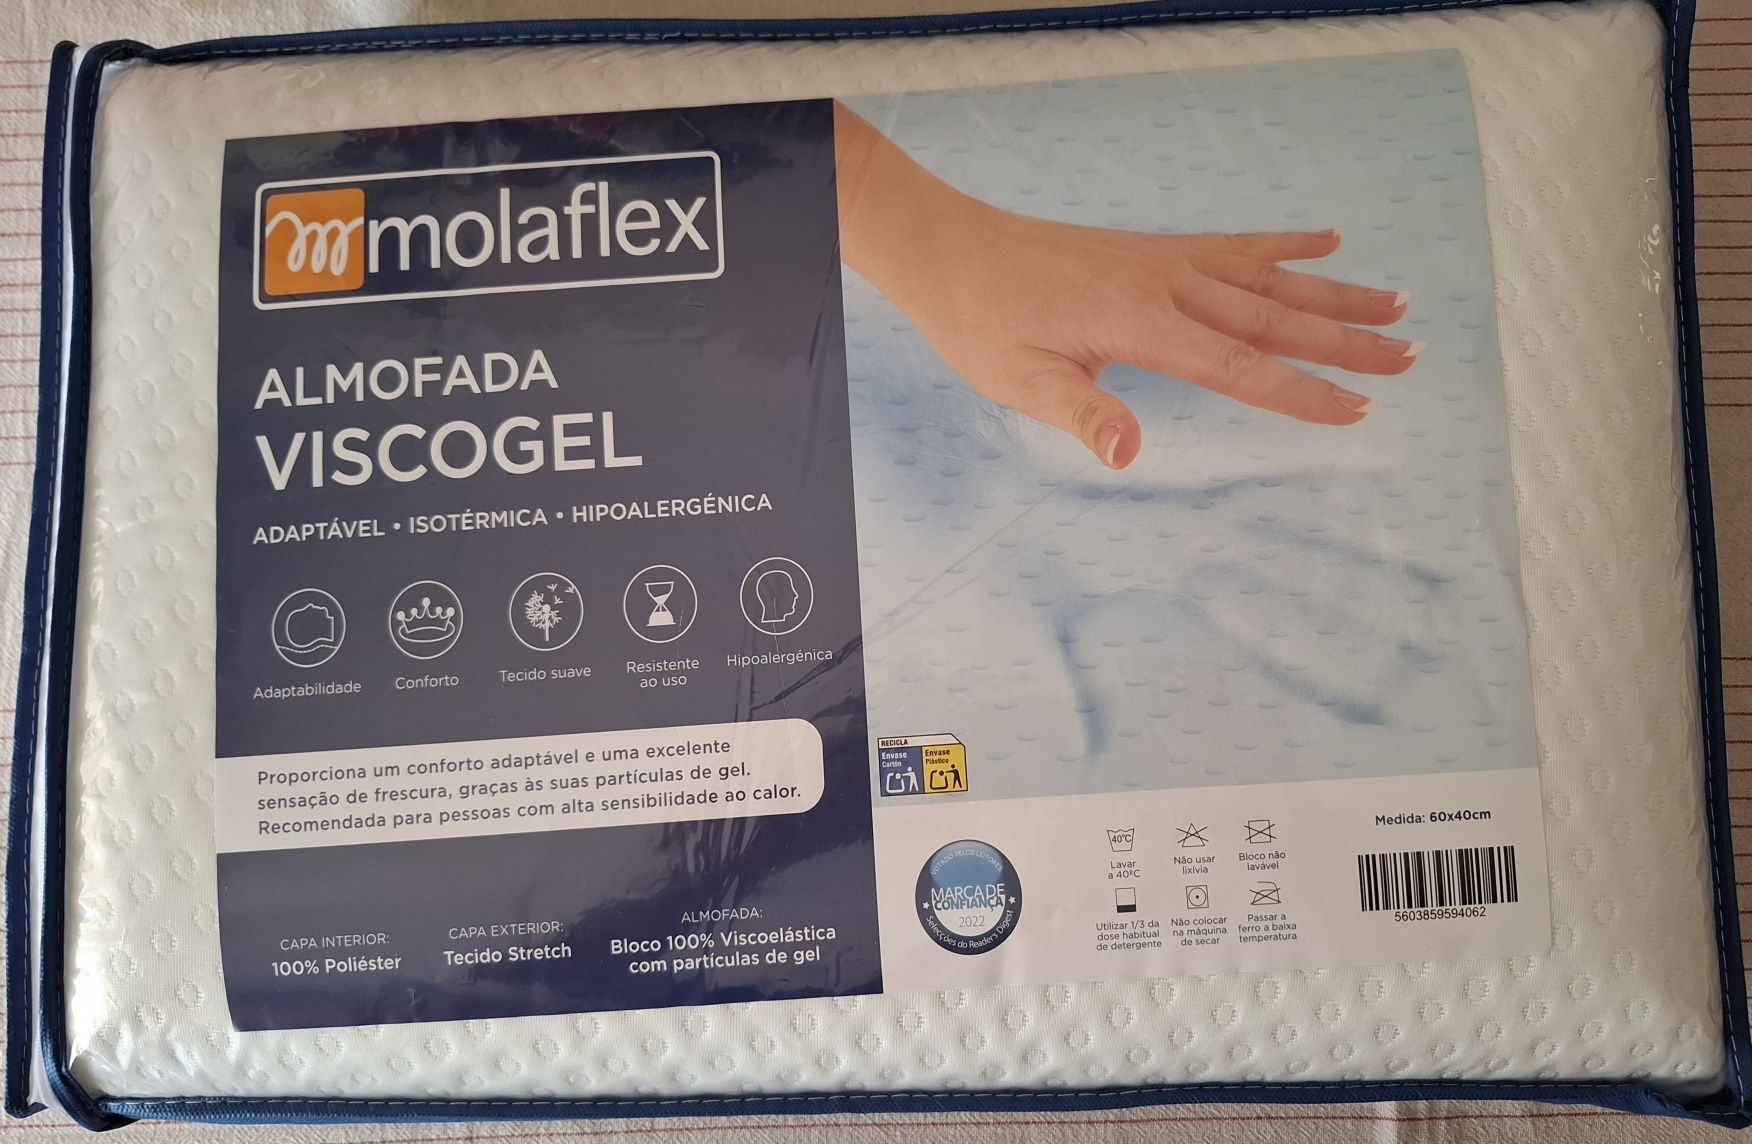 molaflex
ALMOFADA
VISCOGEL
ADAPTÁVEL • ISOTÉRMICA • HIPOALERGÉNICA
Adaptabilidade
Conforto
Tecido suave
Resistente
ao uso
Hipoalergénica
Proporciona um conforto adaptável e uma excelente
sensação de frescura, graças às suas partículas de gel.
Recomendada para pessoas com alta sensibilidade ao calor.
CAPA INTERIOR:
100% Poliéster
CAPA EXTERIOR:
Tecido Stretch
ALMOFADA:
Bloco 100% Viscoelástica
com partículas de gel
RECICLA
Envase
Cartón
Envase
Plástico
VOTADO PELOS LEITORES
MARCA DE
CONFIANÇA
2022
Selecções do Reader's Digest
40°C
Lavar
a 40ºC
Não usar
lixívia
Bloco não
lavável
Utilizar 1/3 da
dose habitual
de detergente
Não colocar
na máquina
de secar
Passar a
ferro a baixa
temperatura
Medida: 60x40cm
5603859594062